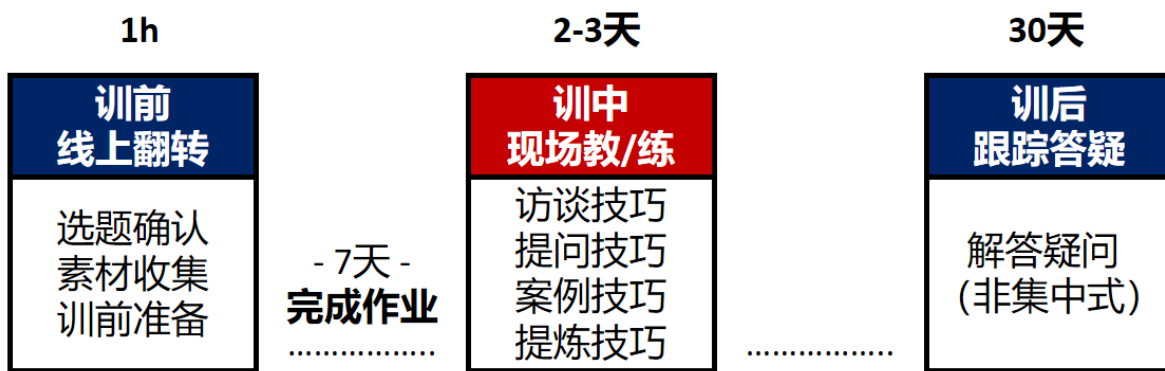 1h
训前
线上翻转
选题确认
素材收集
训前准备
- 7天 -
完成作业
……………..
2-3天
训中
现场教/练
访谈技巧
提问技巧
案例技巧
提炼技巧
……………..
30天
训后
跟踪答疑
解答疑问
(非集中式)